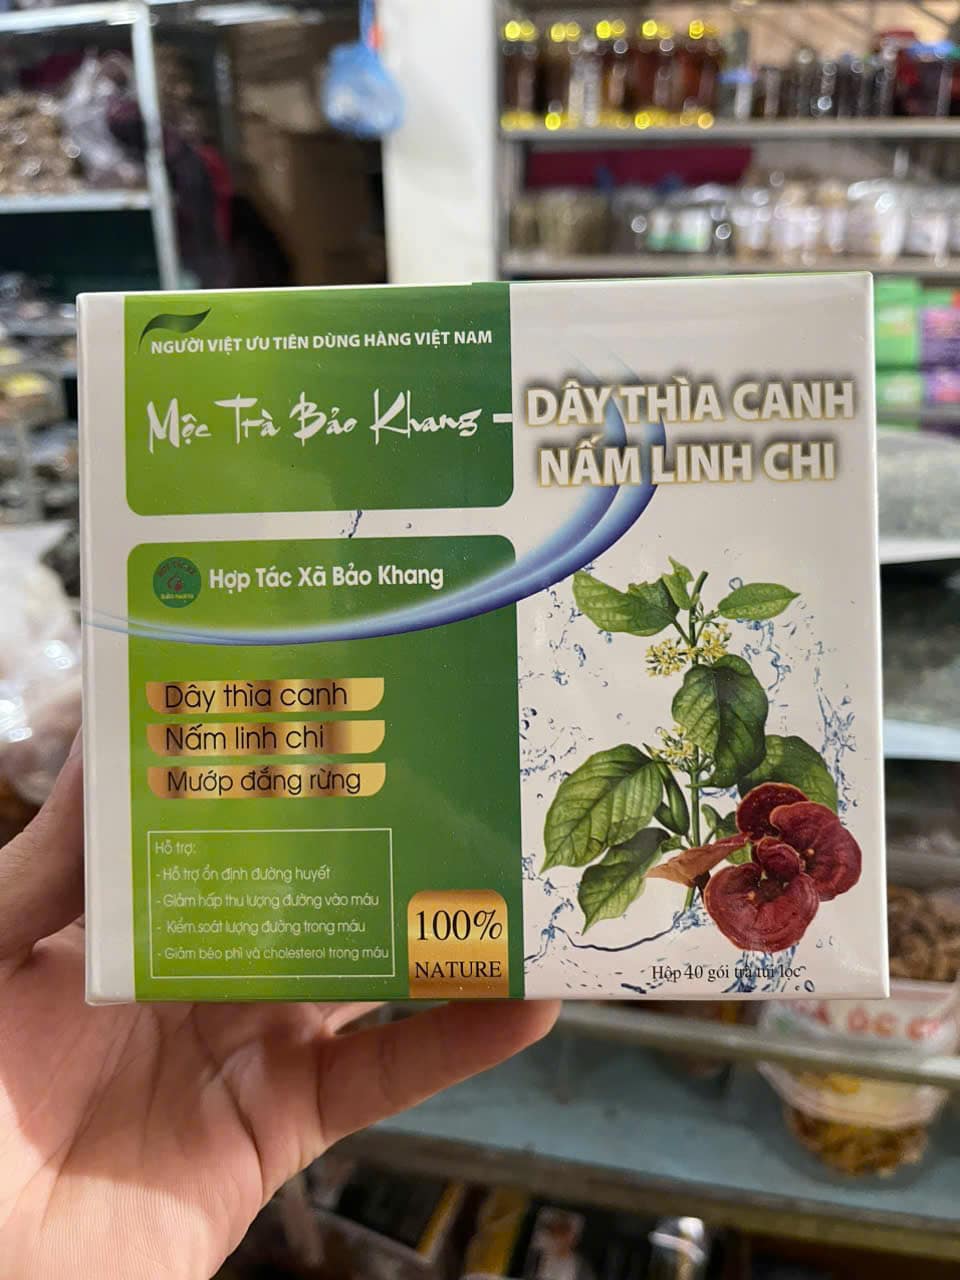 NGƯỜI VIỆT ƯU TIÊN DÙNG HÀNG VIỆT NAM
Mộc Trà Bảo Khang -
DÂY THÌA CANH
NẤM LINH CHI
Hợp Tác Xã Bảo Khang
Dây thìa canh
Nấm linh chi
Mướp đắng rừng
Hỗ trợ:
- Hỗ trợ ổn định đường huyết
- Giảm hấp thu lượng đường vào máu
- Kiểm soát lượng đường trong máu
- Giảm béo phì và cholesterol trong máu
100%
NATURE
Hộp 40 gói trà túi lọc